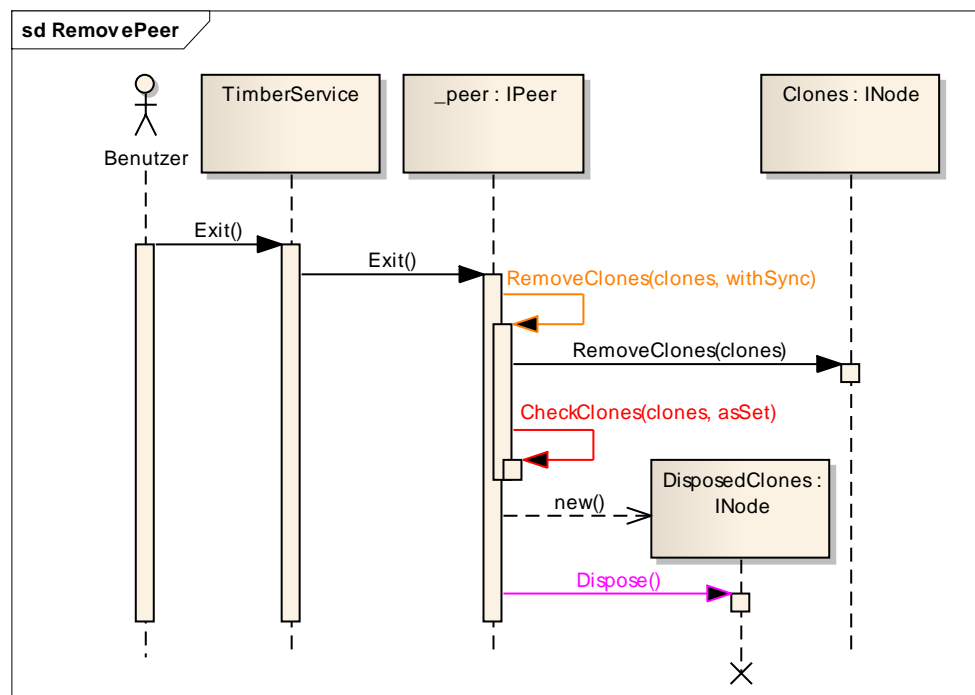 sd RemovePeer
Benutzer
TimberService
_peer : IPeer
Clones : INode
Exit()
Exit()
RemoveClones(clones, withSync)
RemoveClones(clones)
CheckClones(clones, asSet)
DisposedClones :
INode
new()
Dispose()